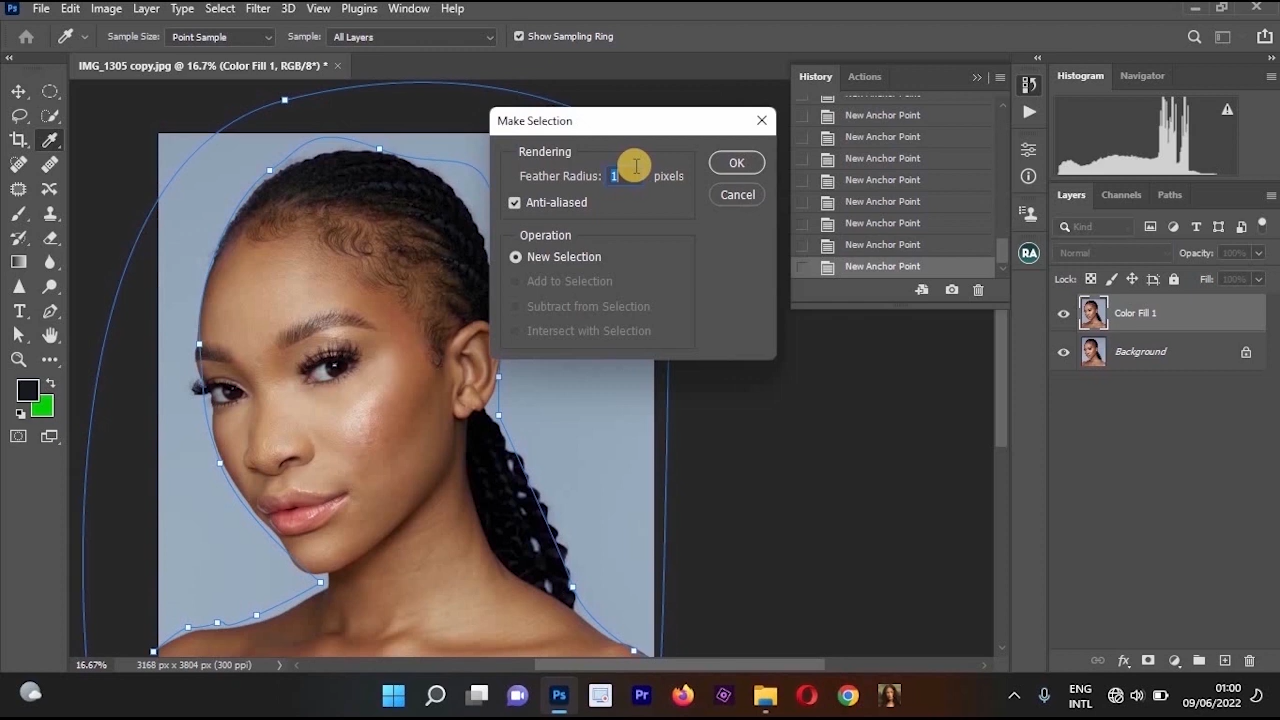 Ps File Edit Image Layer Type Select Filter 3D View Plugins Window Help
Sample Size: Point Sample Sample: All Layers Show Sampling Ring
IMG_1305 copy.jpg @ 16.7% (Color Fill 1, RGB/8*) *
History Actions
Histogram Navigator
New Anchor Point
New Anchor Point
New Anchor Point
New Anchor Point
New Anchor Point
New Anchor Point
New Anchor Point
New Anchor Point
Make Selection
Rendering
Feather Radius: 1 pixels
Anti-aliased
OK
Cancel
Operation
New Selection
Add to Selection
Subtract from Selection
Intersect with Selection
Layers Channels Paths
Kind
Normal Opacity: 100%
Lock: Fill: 100%
RA
Color Fill 1
Background
16.67% 3168 px x 3804 px (300 ppi)
fx
Ps Pr
ENG
INTL
01:00
09/06/2022